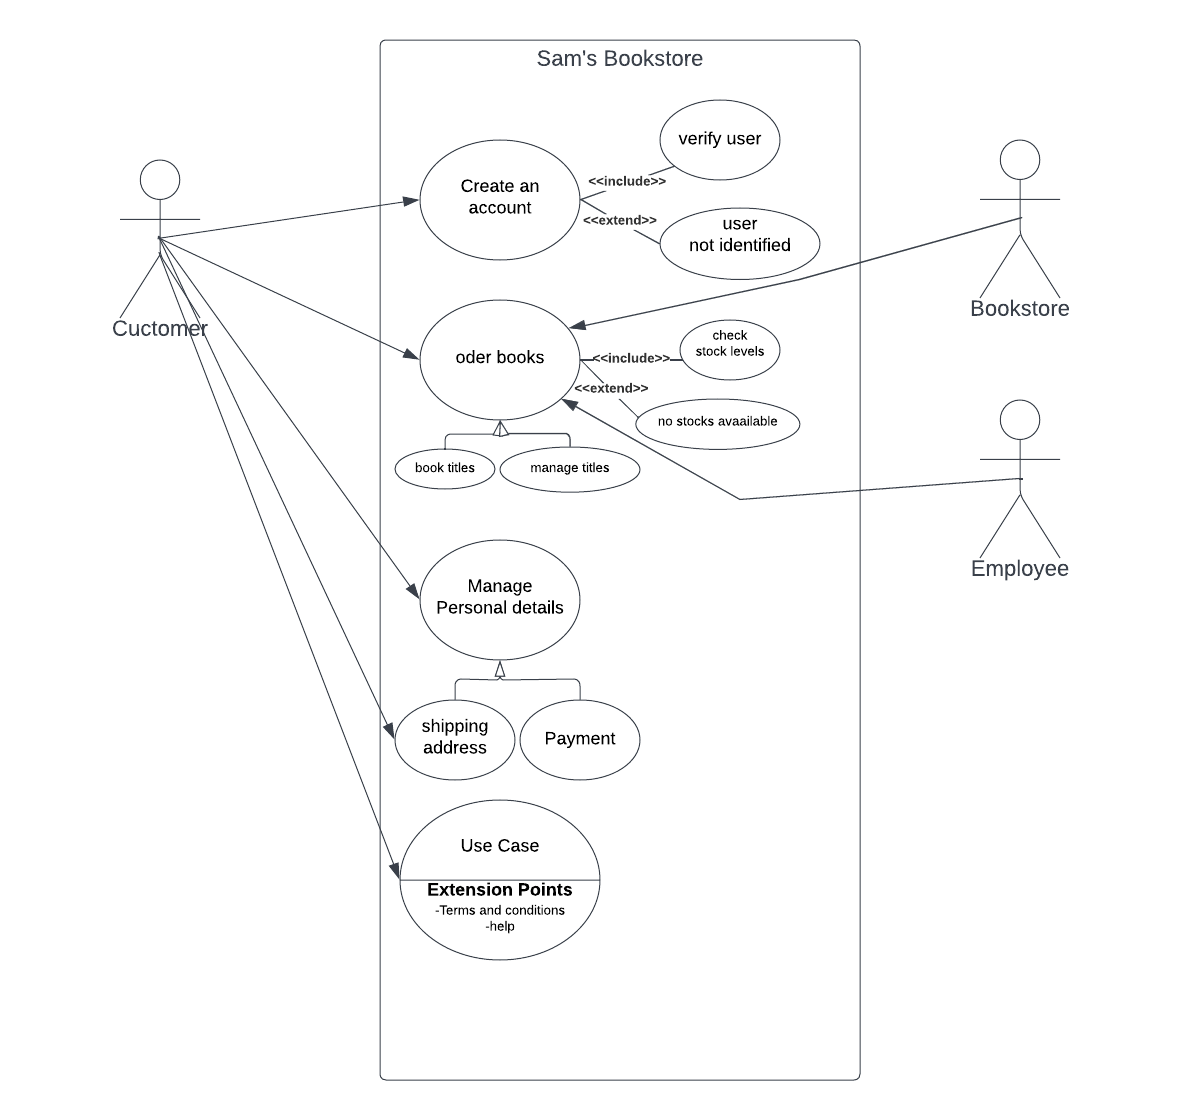 Sam's Bookstore
verify user
Create an
account
<<include>>
<<extend>>
user
not identified
Cuctomer
Bookstore
oder books
<<include>>
check
stock levels
<<extend>>
no stocks avaailable
book titles
manage titles
Employee
Manage
Personal details
shipping
address
Payment
Use Case
Extension Points
-Terms and conditions
-help